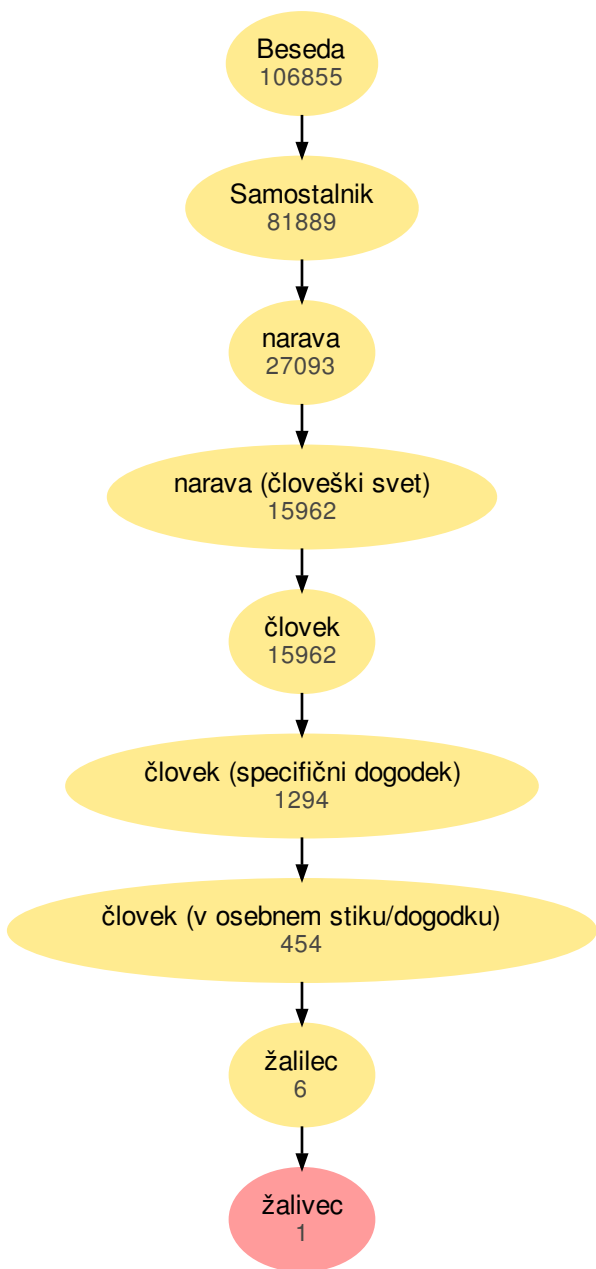 Beseda
106855
Samostalnik
81889
narava
27093
narava (človeški svet)
15962
človek
15962
človek (specifični dogodek)
1294
človek (v osebnem stiku/dogodku)
454
žalilec
6
žalivec
1